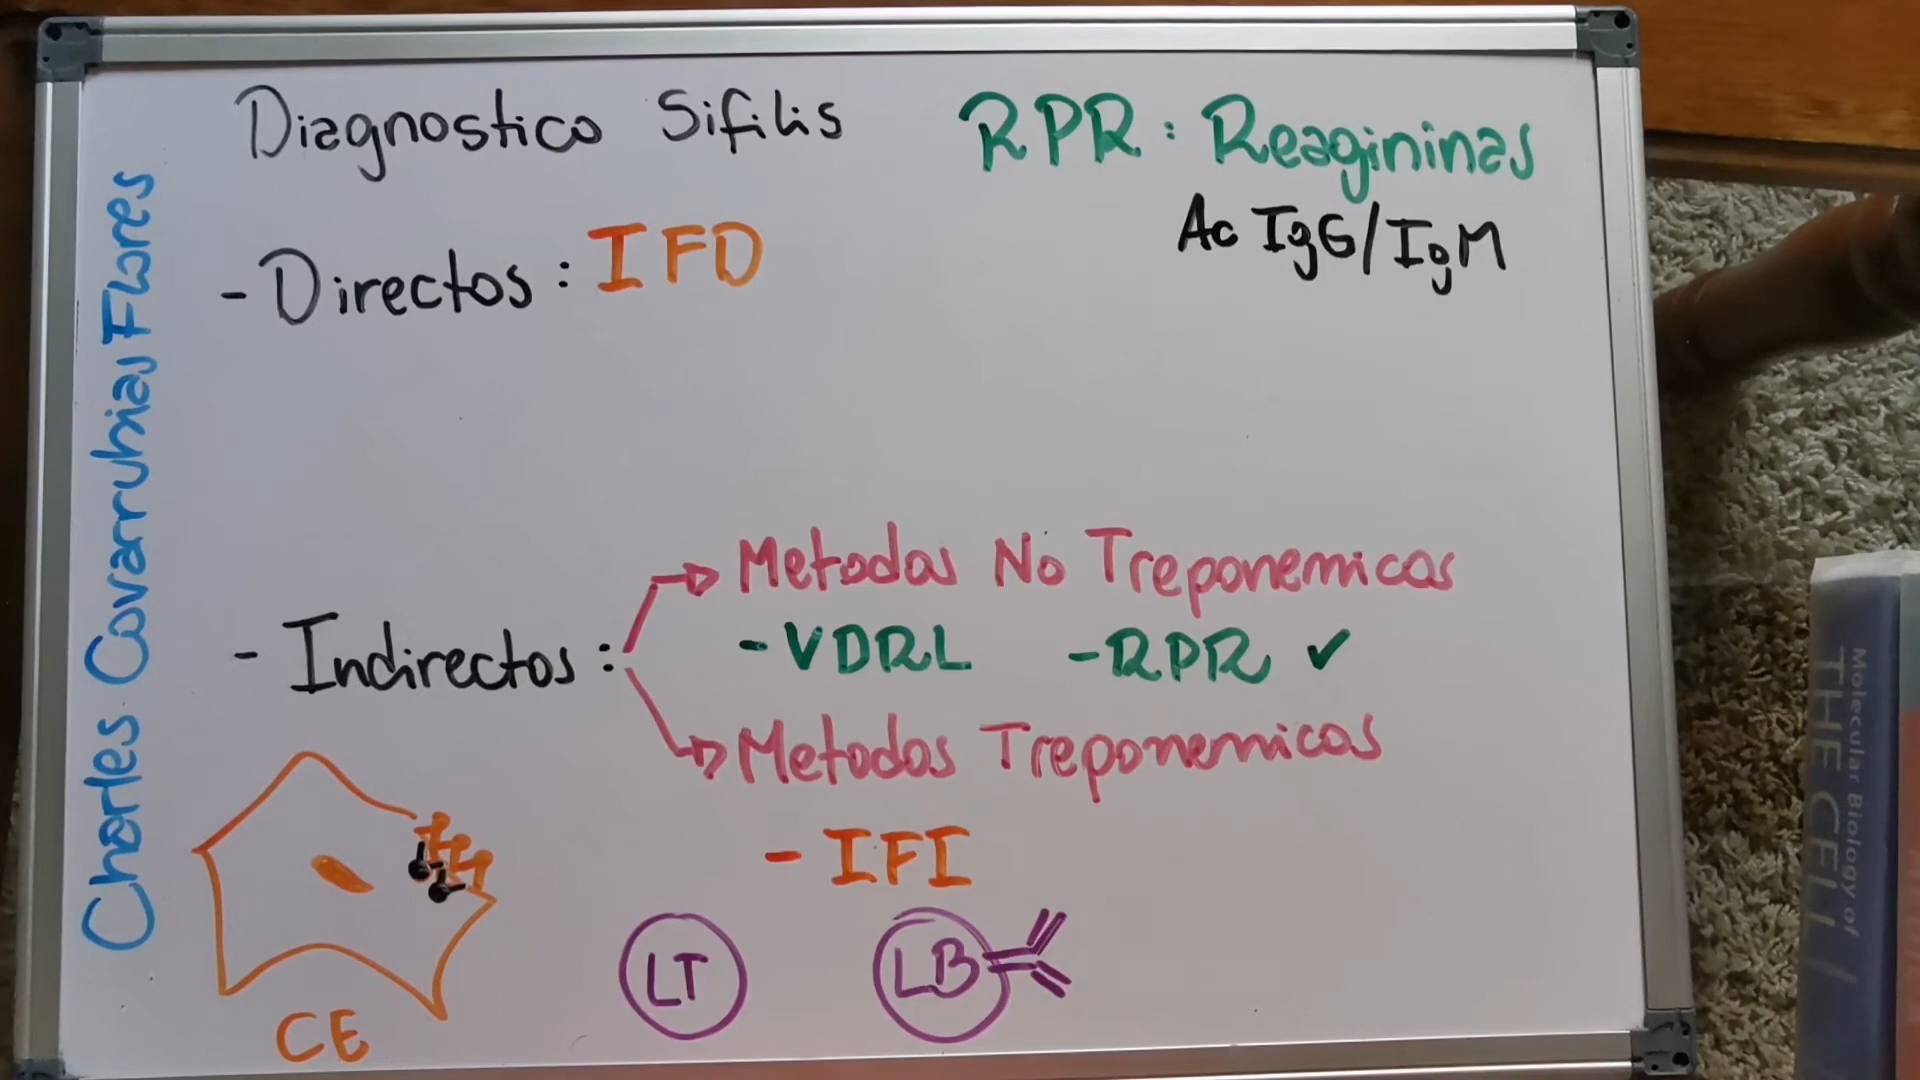 Diagnostico Sifilis
RPR: Reagininas
Ac IgG/IgM
- Directos: IFD
- Indirectos:
Metodos No Treponemicos
- VDRL - RPR ✓
Metodos Treponemicos
- IFI
CE
LT
LB
Charles Covarrubias Flores
Molecular Biology of
THE CELL